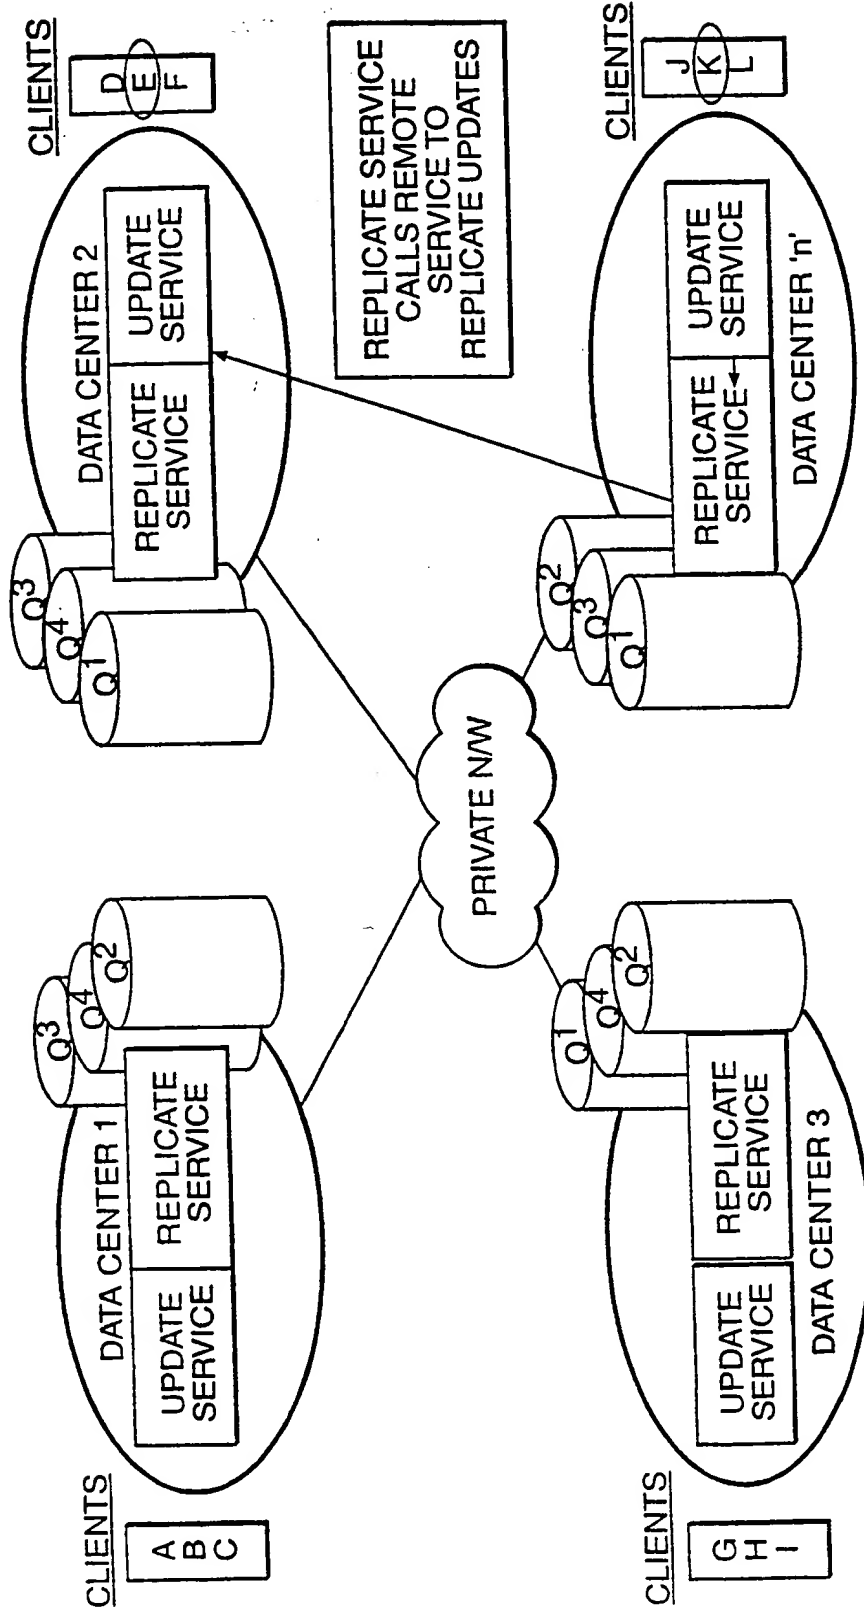 CLIENTS
A
B
C
DATA CENTER 1
UPDATE
SERVICE
REPLICATE
SERVICE
Q3
Q4
Q2
DATA CENTER 2
Q3
Q4
Q1
REPLICATE
SERVICE
UPDATE
SERVICE
CLIENTS
D
E
F
PRIVATE N/W
REPLICATE SERVICE
CALLS REMOTE
SERVICE TO
REPLICATE UPDATES
CLIENTS
G
H
I
UPDATE
SERVICE
REPLICATE
SERVICE
DATA CENTER 3
Q1
Q4
Q2
Q2
Q3
Q1
REPLICATE
SERVICE
UPDATE
SERVICE
DATA CENTER 'n'
CLIENTS
J
K
L